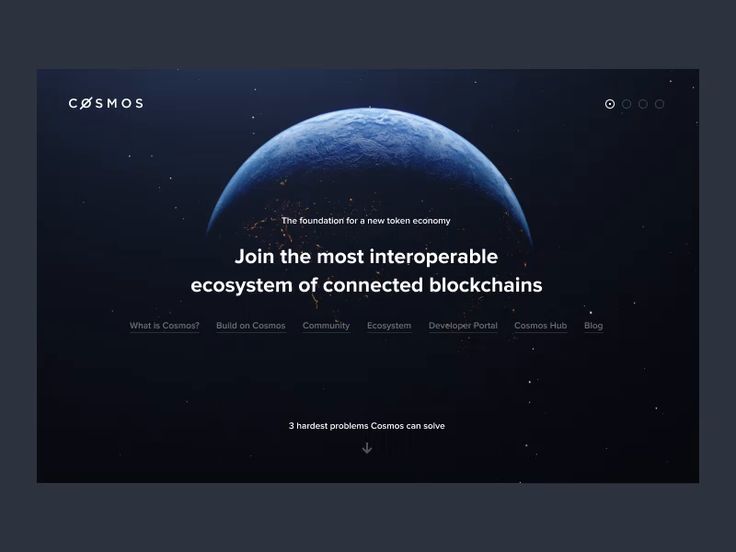 CØSMOS
The foundation for a new token economy
Join the most interoperable
ecosystem of connected blockchains
What is Cosmos? Build on Cosmos Community Ecosystem Developer Portal Cosmos Hub Blog
3 hardest problems Cosmos can solve